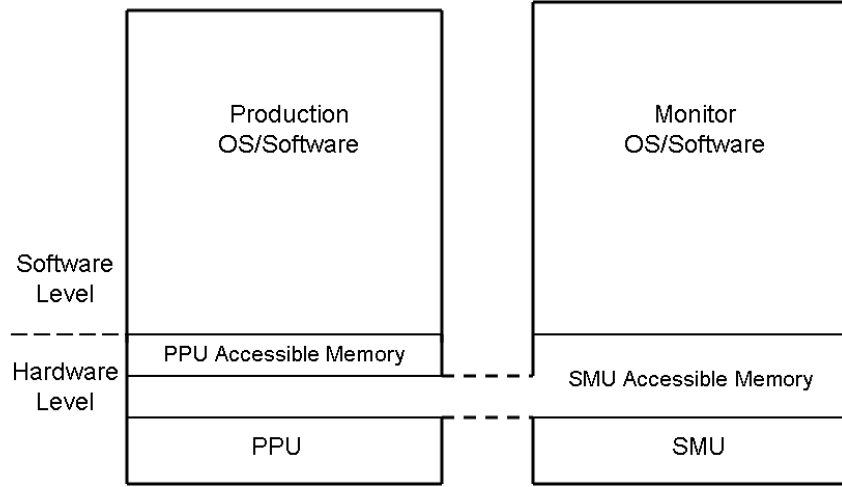 Production
OS/Software
Monitor
OS/Software
Software
Level
PPU Accessible Memory
Hardware
Level
SMU Accessible Memory
PPU
SMU